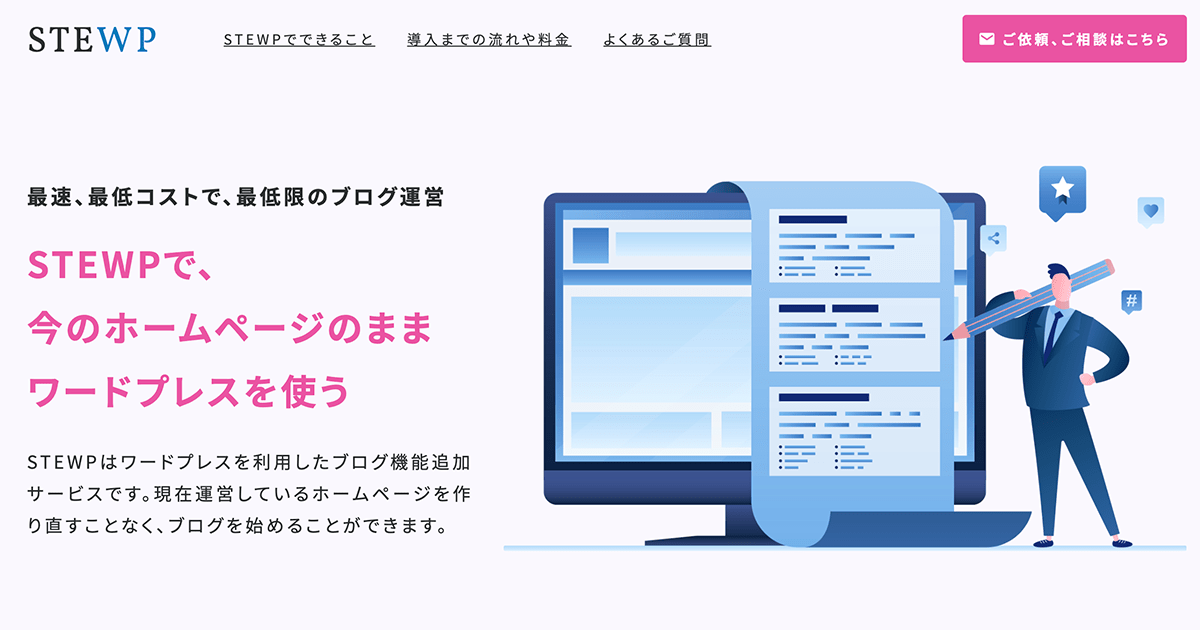 STEWP
STEWPでできること
導入までの流れや料金
よくあるご質問
ご依頼、ご相談はこちら
最速、最低コストで、最低限のブログ運営
STEWPで、
今のホームページのまま
ワードプレスを使う
STEWPはワードプレスを利用したブログ機能追加
サービスです。現在運営しているホームページを作
り直すことなく、ブログを始めることができます。
#